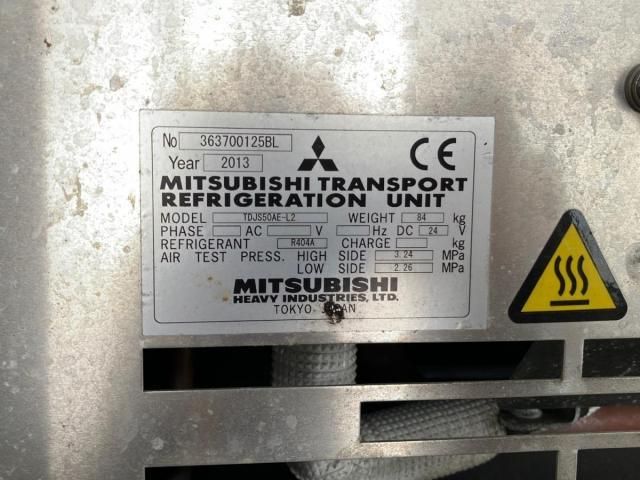 No 363700125BL
Year 2013
CE
MITSUBISHI TRANSPORT
REFRIGERATION UNIT
MODEL TDJS50AE-L2 WEIGHT 84 kg
PHASE AC V Hz DC 24 V
REFRIGERANT R404A CHARGE kg
AIR TEST PRESS. HIGH SIDE 3.24 MPa
LOW SIDE 2.26 MPa
MITSUBISHI
HEAVY INDUSTRIES, LTD.
TOKYO JAPAN